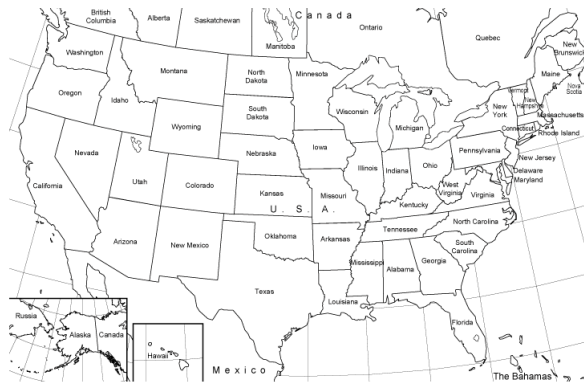 British
Columbia
Alberta
Saskatchewan
Canada
Manitoba
Ontario
Quebec
New
Brunswick
Nova
Scotia
Washington
Montana
North
Dakota
Minnesota
Maine
Vermont
New
Hampshire
Oregon
Idaho
South
Dakota
Wisconsin
Michigan
New
York
Massachusetts
Rhode Island
Connecticut
Wyoming
Nebraska
Iowa
Pennsylvania
New Jersey
Nevada
Utah
Colorado
Illinois
Indiana
Ohio
Delaware
Maryland
California
Kansas
Missouri
West
Virginia
Virginia
Kentucky
U. S. A.
Arizona
New Mexico
Oklahoma
Arkansas
Tennessee
North Carolina
South
Carolina
Mississippi
Alabama
Georgia
Texas
Louisiana
Florida
Russia
Alaska
Canada
Hawaii
Mexico
The Bahamas